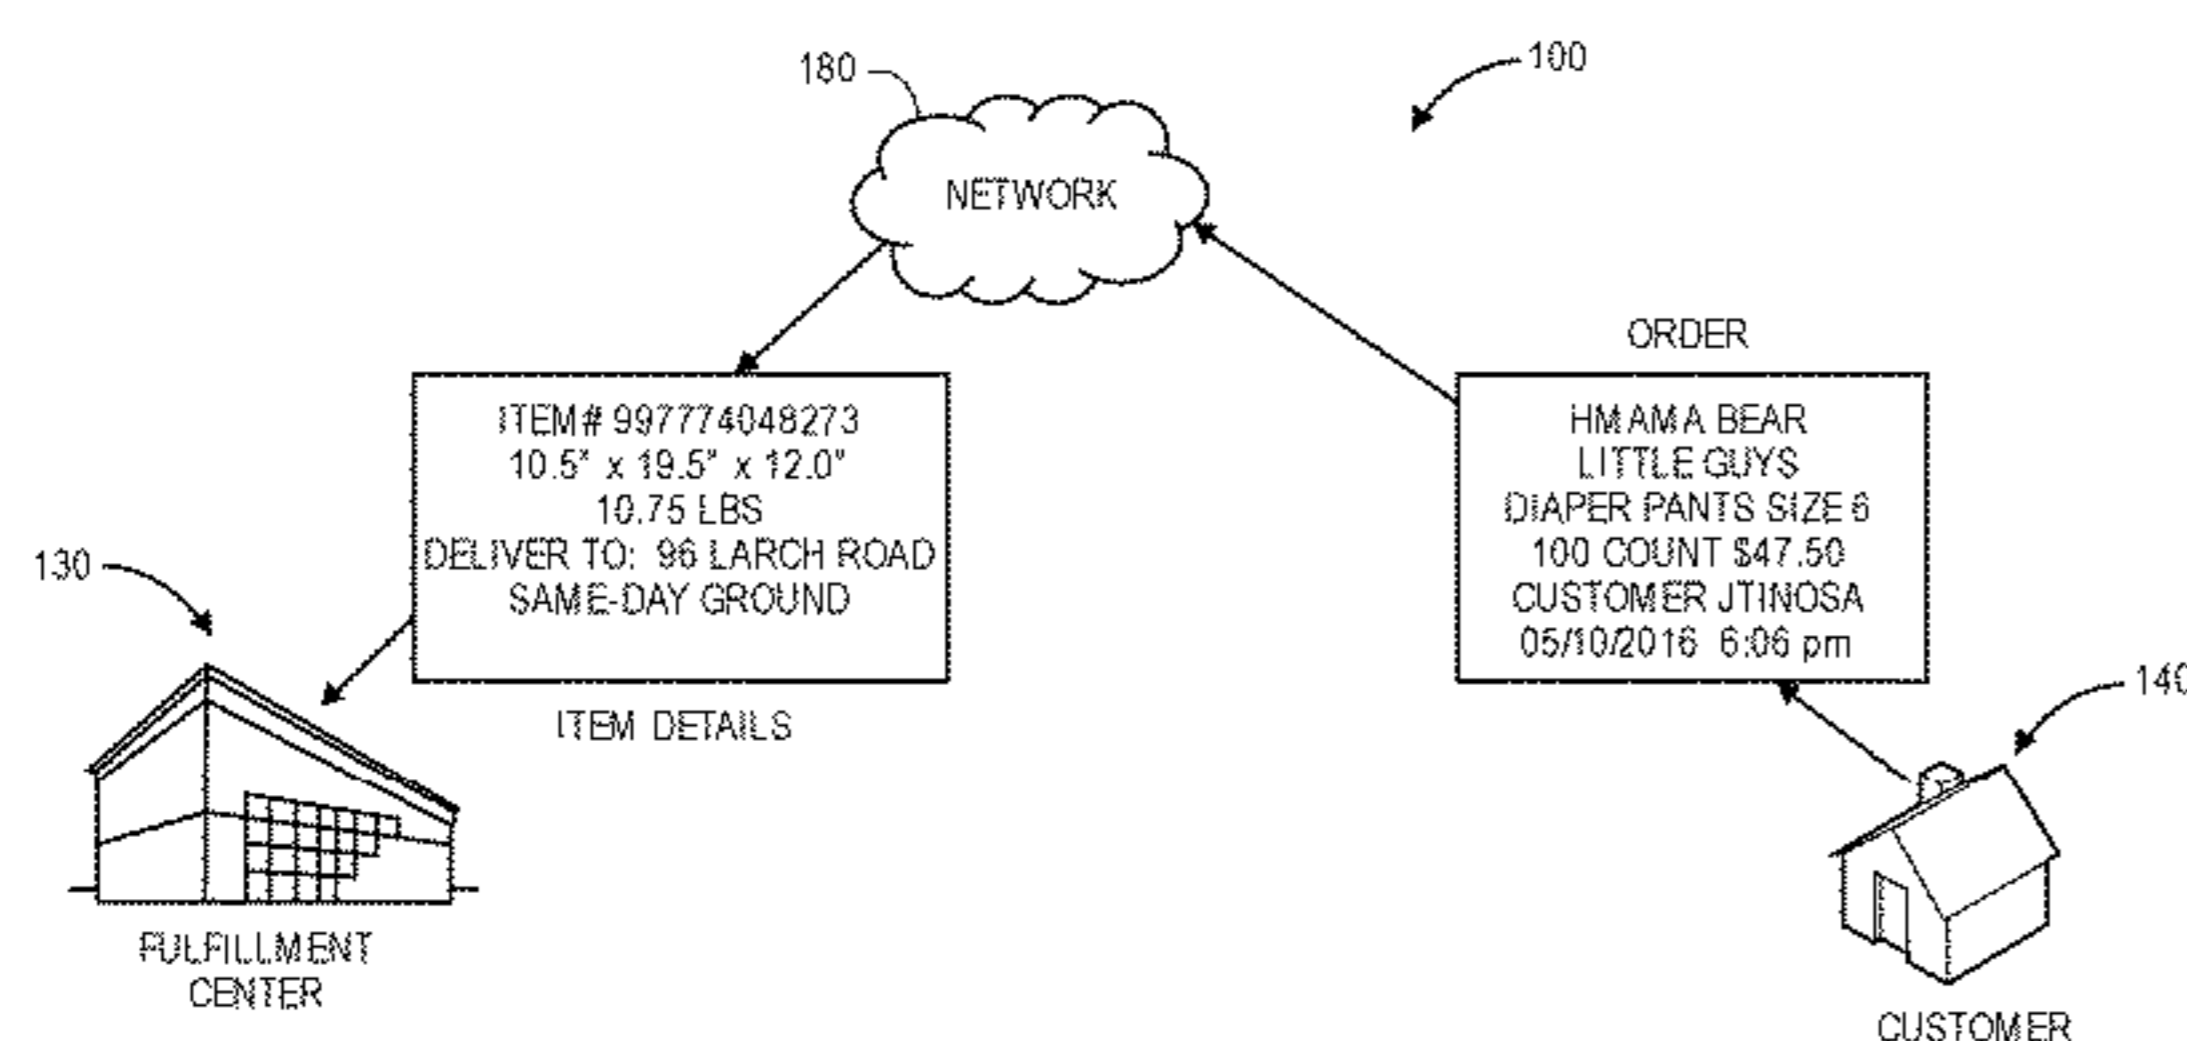 180
100
NETWORK
ORDER
ITEM# 997774048273
10.5" x 19.5" x 12.0"
10.75 LBS
DELIVER TO: 96 LARCH ROAD
SAME-DAY GROUND
ITEM DETAILS
HMAMA BEAR
LITTLE GUYS
DIAPER PANTS SIZE 6
100 COUNT $47.50
CUSTOMER JTINOSA
05/10/2016 6:06 pm
130
140
FULFILLMENT
CENTER
CUSTOMER